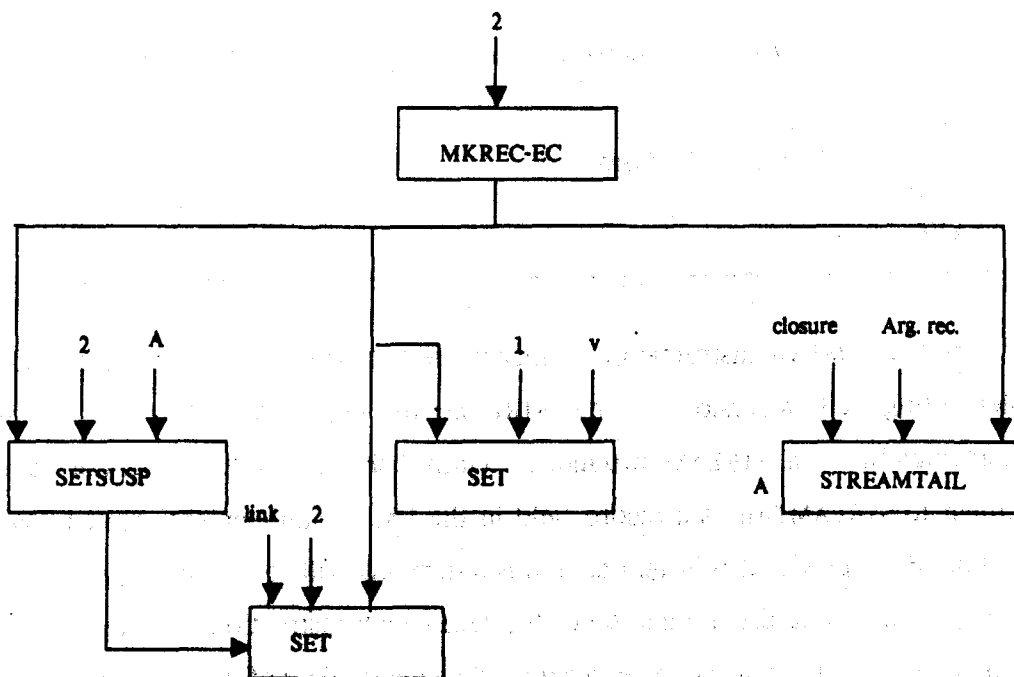 2
MKREC-EC
closure Arg. rec.
2 A 1 v
SETSUSP SET A STREAMTAIL
link 2
SET